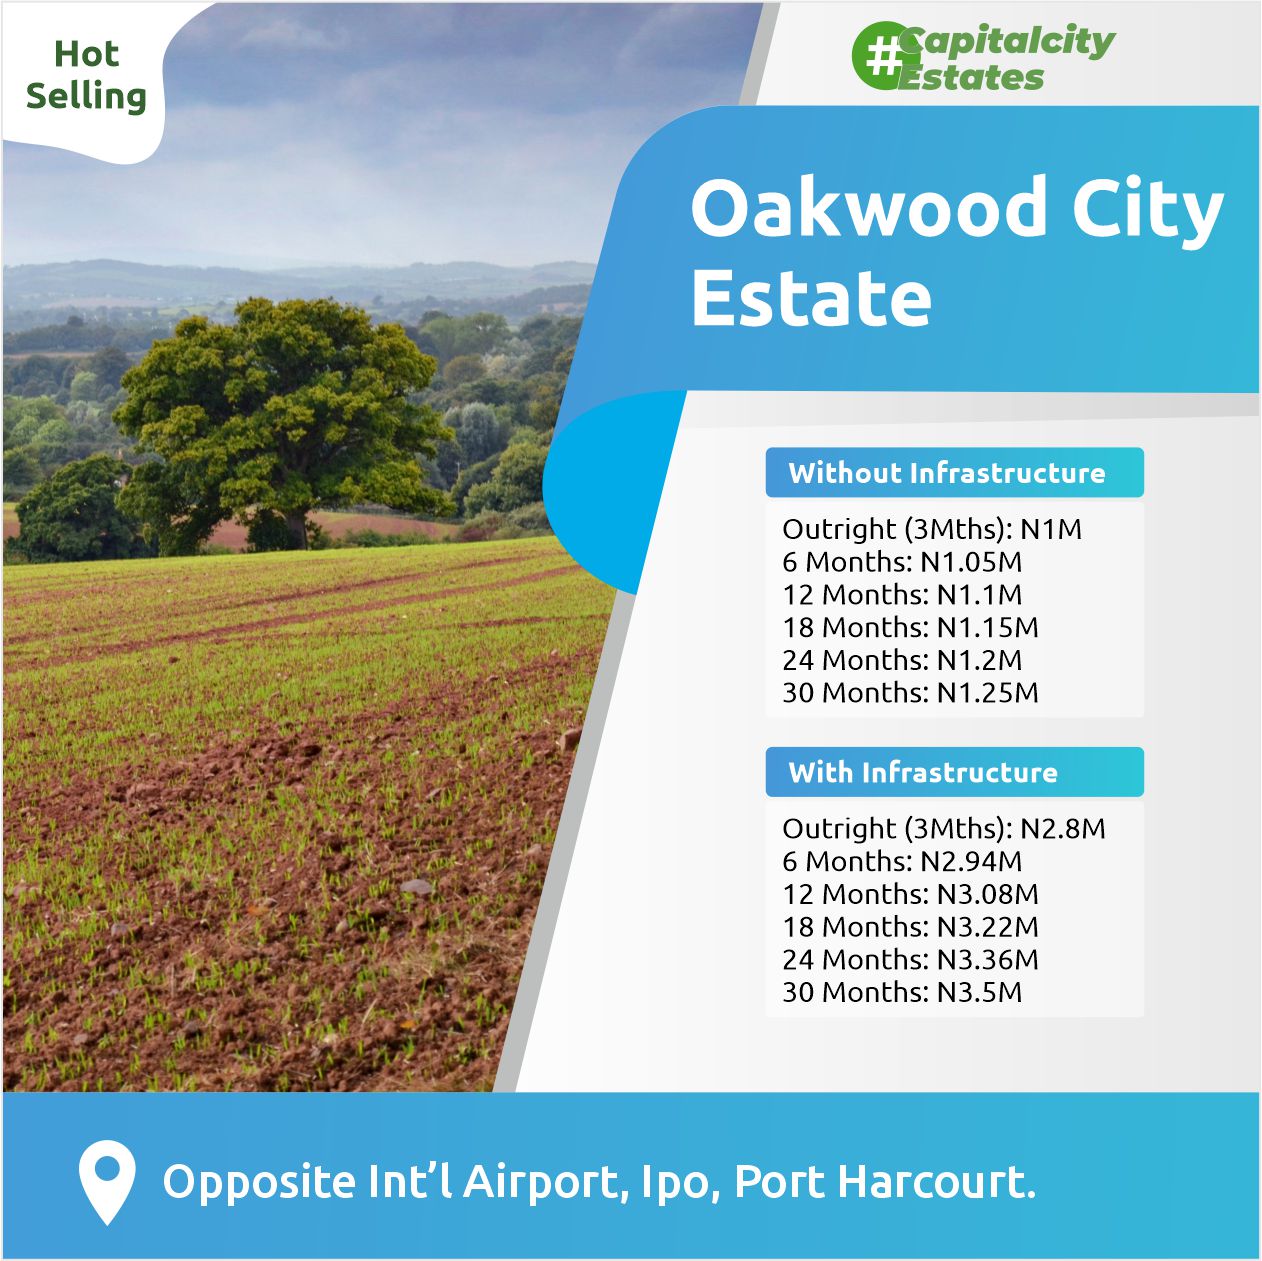 Hot
Selling
#Capitalcity
Estates
Oakwood City
Estate
Without Infrastructure
Outright (3Mths): N1M
6 Months: N1.05M
12 Months: N1.1M
18 Months: N1.15M
24 Months: N1.2M
30 Months: N1.25M
With Infrastructure
Outright (3Mths): N2.8M
6 Months: N2.94M
12 Months: N3.08M
18 Months: N3.22M
24 Months: N3.36M
30 Months: N3.5M
Opposite Int’l Airport, Ipo, Port Harcourt.